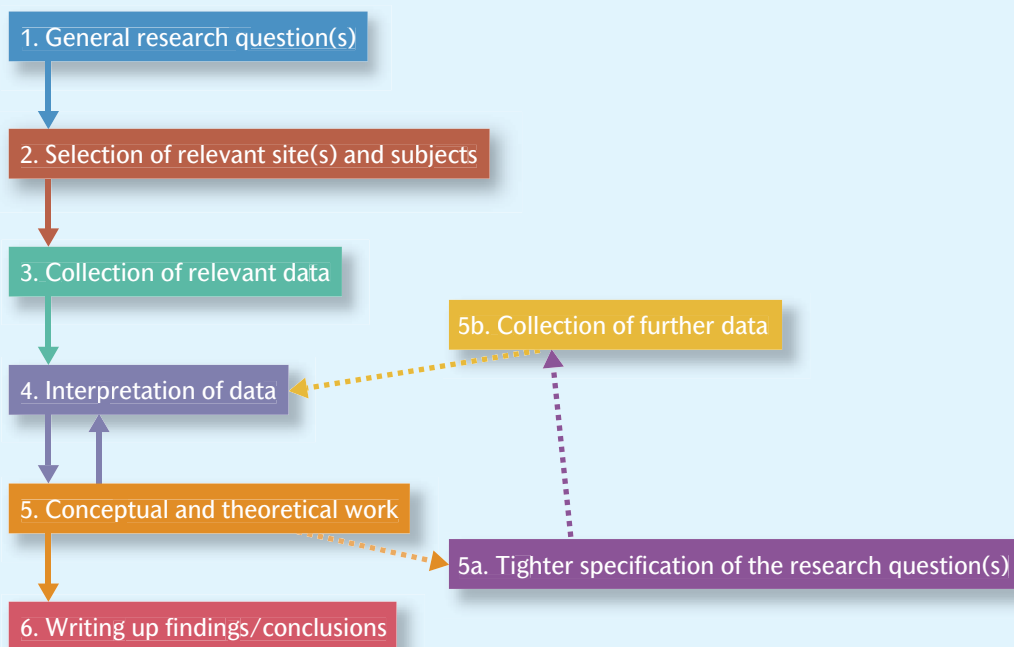 1. General research question(s)
2. Selection of relevant site(s) and subjects
3. Collection of relevant data
5b. Collection of further data
4. Interpretation of data
5. Conceptual and theoretical work
5a. Tighter specification of the research question(s)
6. Writing up findings/conclusions